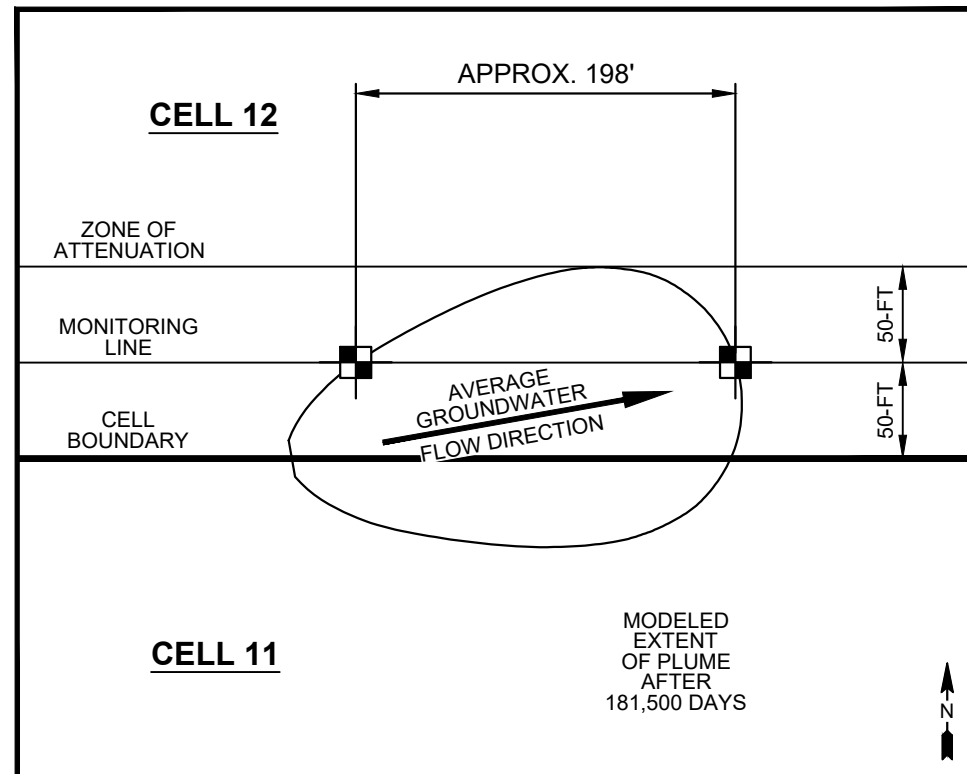 APPROX. 198'
CELL 12
ZONE OF
ATTENUATION
MONITORING
LINE
50-FT
AVERAGE
GROUNDWATER
FLOW DIRECTION
CELL
BOUNDARY
50-FT
CELL 11
MODELED
EXTENT
OF PLUME
AFTER
181,500 DAYS
N